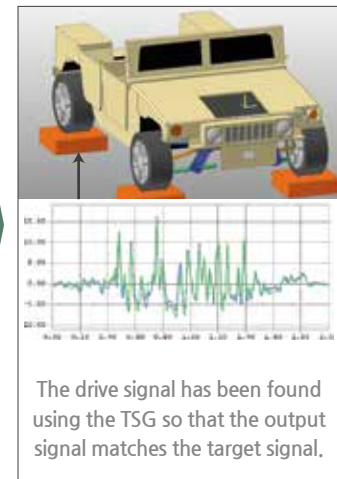 The drive signal has been found
using the TSG so that the output
signal matches the target signal.